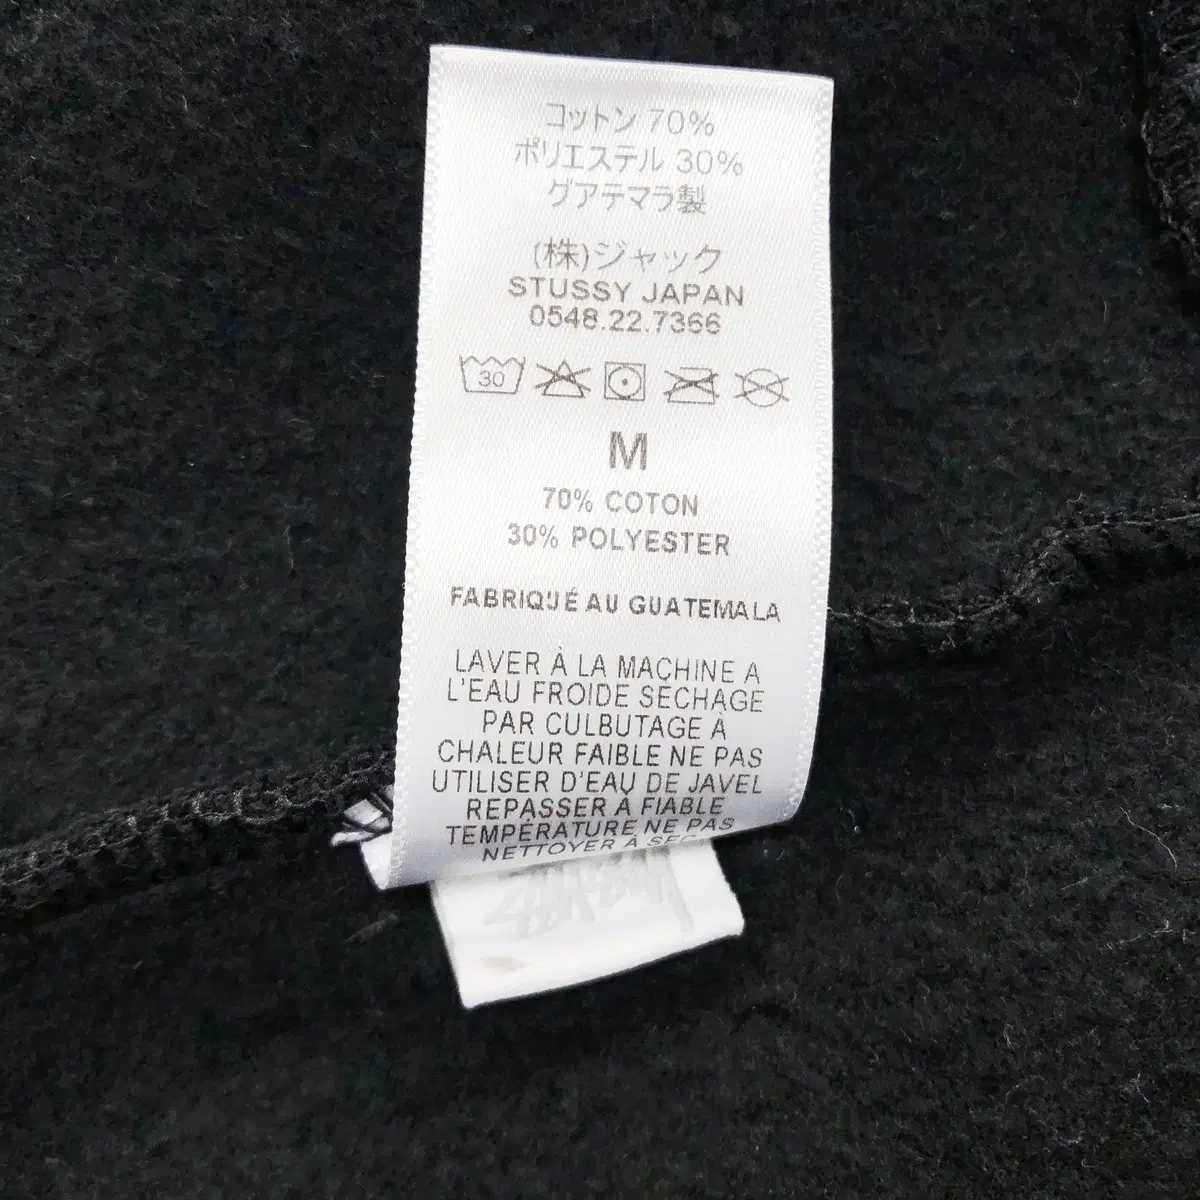 コットン 70%
ポリエステル 30%
グアテマラ製
(株)ジャック
STUSSY JAPAN
0548.22.7366
30
M
70% COTON
30% POLYESTER
FABRIQUÉ AU GUATEMALA
LAVER À LA MACHINE A
L'EAU FROIDE SECHAGE
PAR CULBUTAGE À
CHALEUR FAIBLE NE PAS
UTILISER D'EAU DE JAVEL
REPASSER A FIABLE
TEMPÉRATURE NE PAS
NETTOYER À SEC